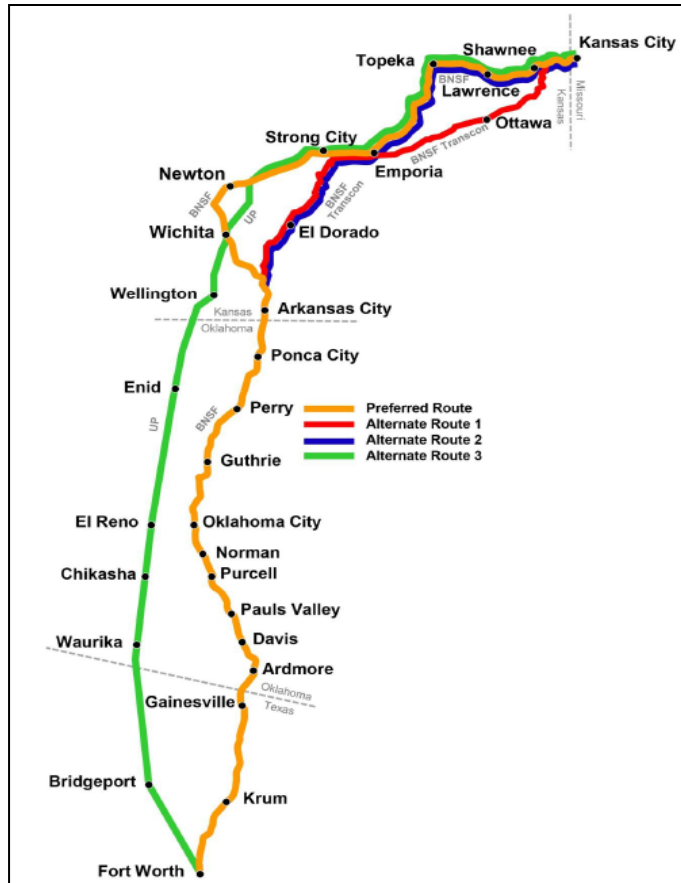 Kansas City
Shawnee
Topeka
BNSF
Lawrence
Missouri
Kansas
Ottawa
BNSF Transcon
Strong City
Emporia
Newton
BNSF
UP
BNSF
Transcon
Wichita
El Dorado
Wellington
Arkansas City
Kansas
Oklahoma
Ponca City
Enid
Perry
BNSF
UP
Preferred Route
Alternate Route 1
Alternate Route 2
Alternate Route 3
Guthrie
El Reno
Oklahoma City
Norman
Chikasha
Purcell
Pauls Valley
Waurika
Davis
Ardmore
Oklahoma
Texas
Gainesville
Bridgeport
Krum
Fort Worth